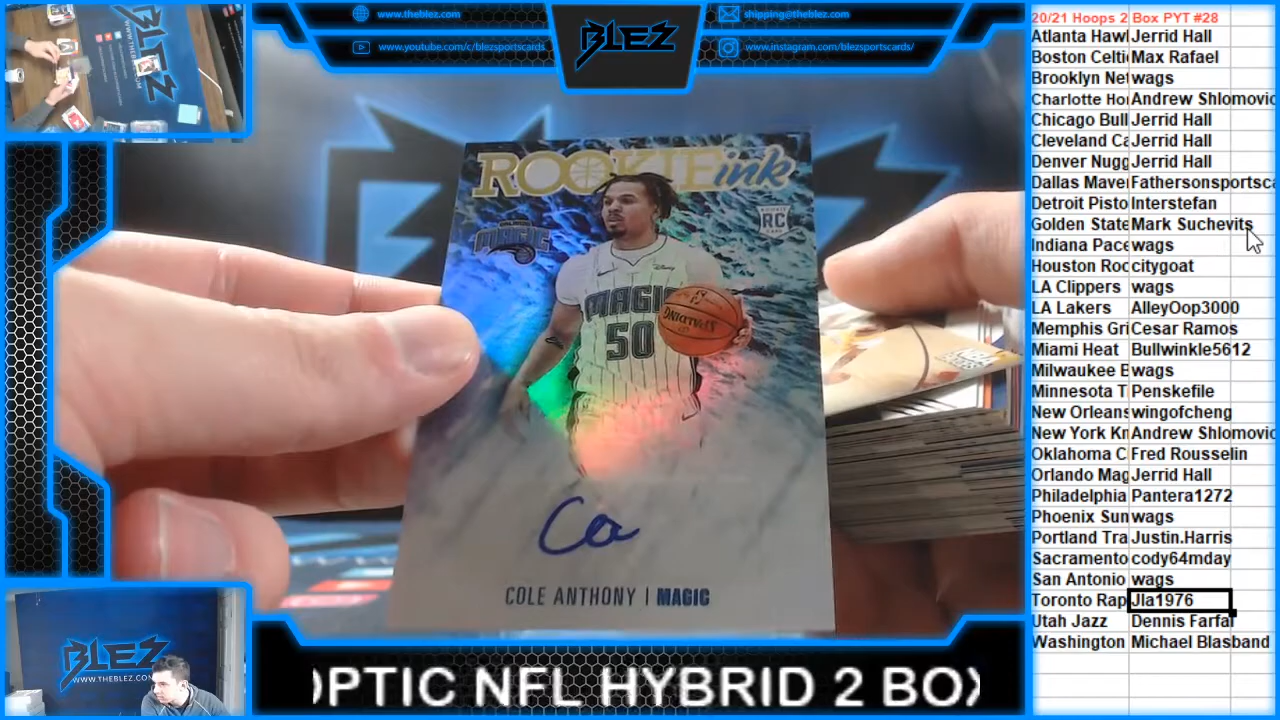 www.theblez.com
shipping@theblez.com
www.youtube.com/c/blezsportscards
www.instagram.com/blezsportscards/
BLEZ
ROOKIE ink
ROOKIE
RC
MAGIC
MAGIC
50
SPALDING
COLE ANTHONY | MAGIC
BLEZ
WWW.THEBLEZ.COM
OPTIC NFL HYBRID 2 BOX
20/21 Hoops 2 Box PYT #28
Atlanta Hawl Jerrid Hall
Boston Celtic Max Rafael
Brooklyn Net wags
Charlotte Hor Andrew Shlomovic
Chicago Bull Jerrid Hall
Cleveland Ca Jerrid Hall
Denver Nugg Jerrid Hall
Dallas Maver Fathersonsportsca
Detroit Pisto Interstefan
Golden State Mark Suchevits
Indiana Pace wags
Houston Roc citygoat
LA Clippers wags
LA Lakers AlleyOop3000
Memphis Gri Cesar Ramos
Miami Heat Bullwinkle5612
Milwaukee B wags
Minnesota T Penskefile
New Orleans wingofcheng
New York Kn Andrew Shlomovic
Oklahoma C Fred Rousselin
Orlando Mag Jerrid Hall
Philadelphia Pantera1272
Phoenix Sun wags
Portland Tra Justin.Harris
Sacramento cody64mday
San Antonio wags
Toronto Rap Jla1976
Utah Jazz Dennis Farfal
Washington Michael Blasband